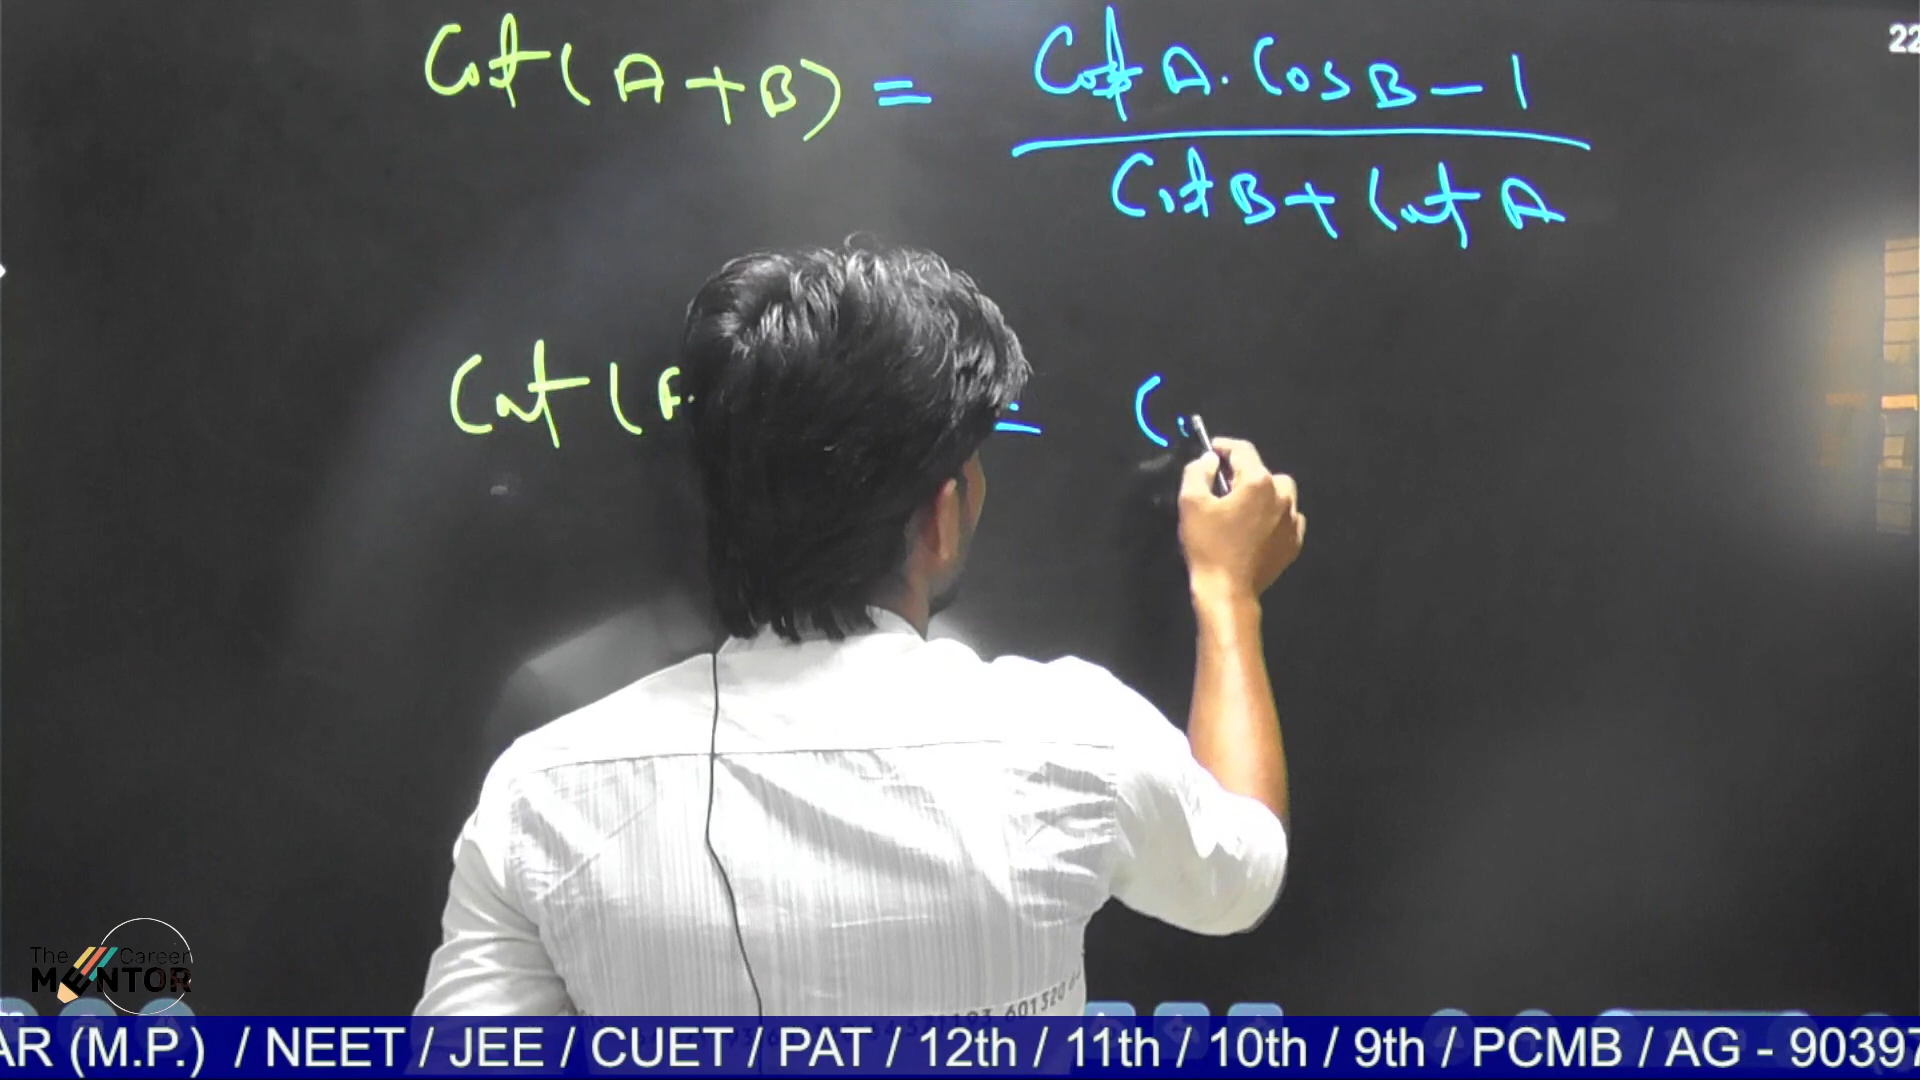 22
Cot (A + B) = Cot A . Cos B - 1
Cot B + Cot A
Cot (A = C
The Career
MENTOR
601320
AR (M.P.) / NEET / JEE / CUET / PAT / 12th / 11th / 10th / 9th / PCMB / AG - 90397